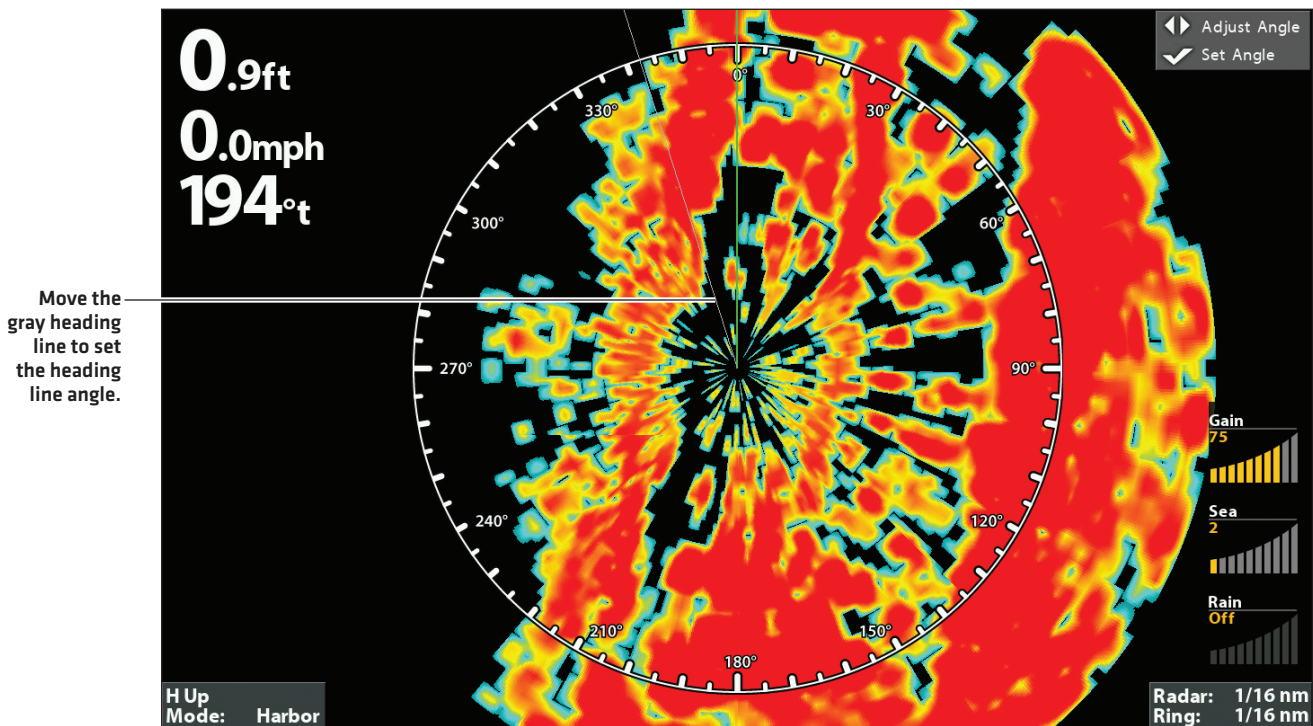 0.9ft
0.0mph
194°t
Adjust Angle
Set Angle
Move the
gray heading
line to set
the heading
line angle.
0°
30°
60°
90°
120°
150°
180°
210°
240°
270°
300°
330°
Gain
75
Sea
2
Rain
Off
H Up
Mode: Harbor
Radar: 1/16 nm
Ring: 1/16 nm